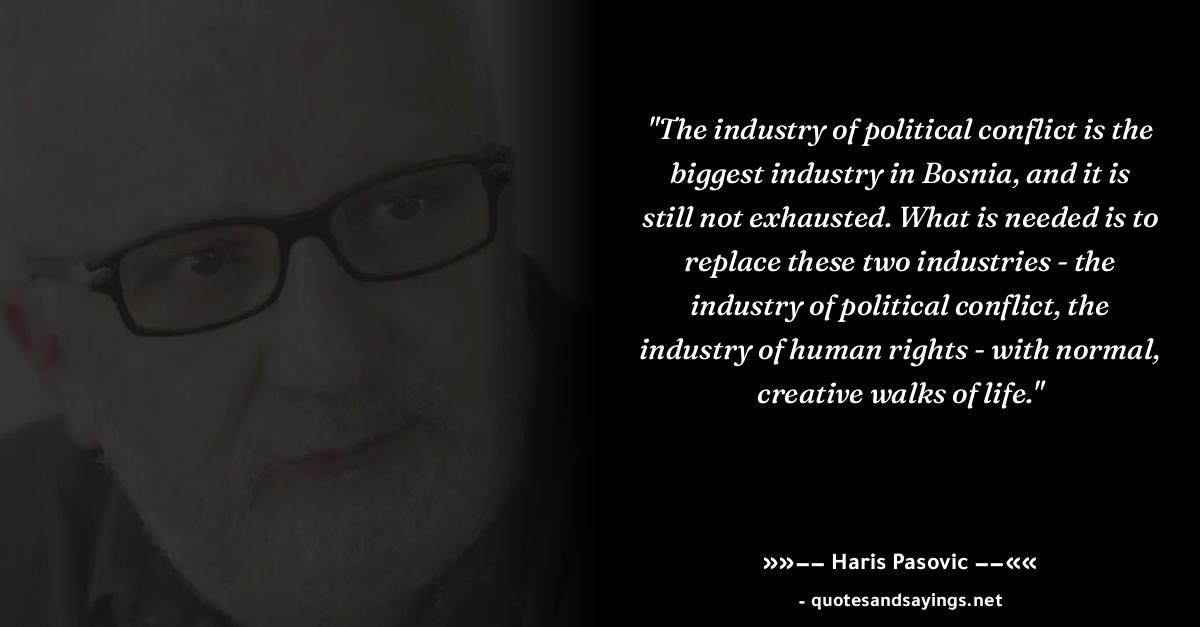 "The industry of political conflict is the
biggest industry in Bosnia, and it is
still not exhausted. What is needed is to
replace these two industries - the
industry of political conflict, the
industry of human rights - with normal,
creative walks of life."
»»–– Haris Pasovic ––««
- quotesandsayings.net